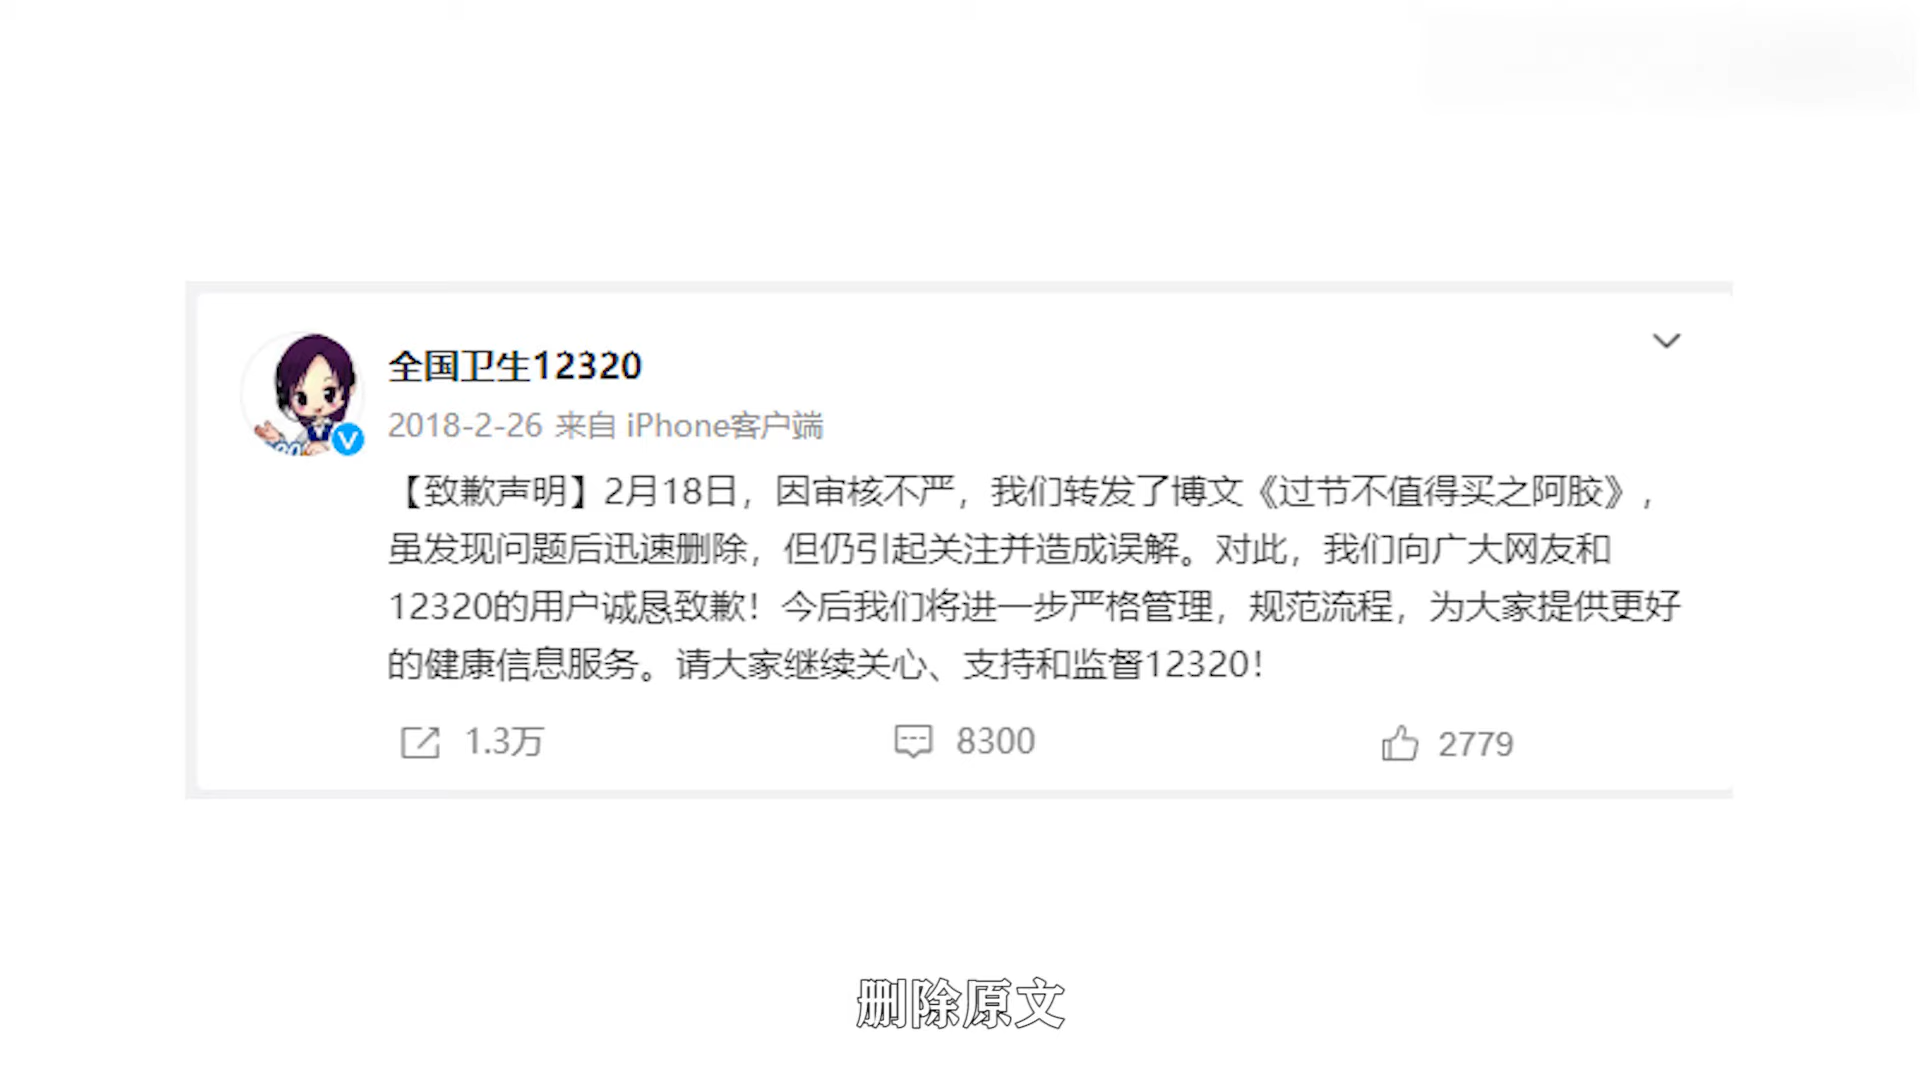 全国卫生12320
2018-2-26 来自 iPhone客户端
【致歉声明】2月18日，因审核不严，我们转发了博文《过节不值得买之阿胶》，
虽发现问题后迅速删除，但仍引起关注并造成误解。对此，我们向广大网友和
12320的用户诚恳致歉！今后我们将进一步严格管理，规范流程，为大家提供更好
的健康信息服务。请大家继续关心、支持和监督12320！
1.3万 8300 2779
删除原文